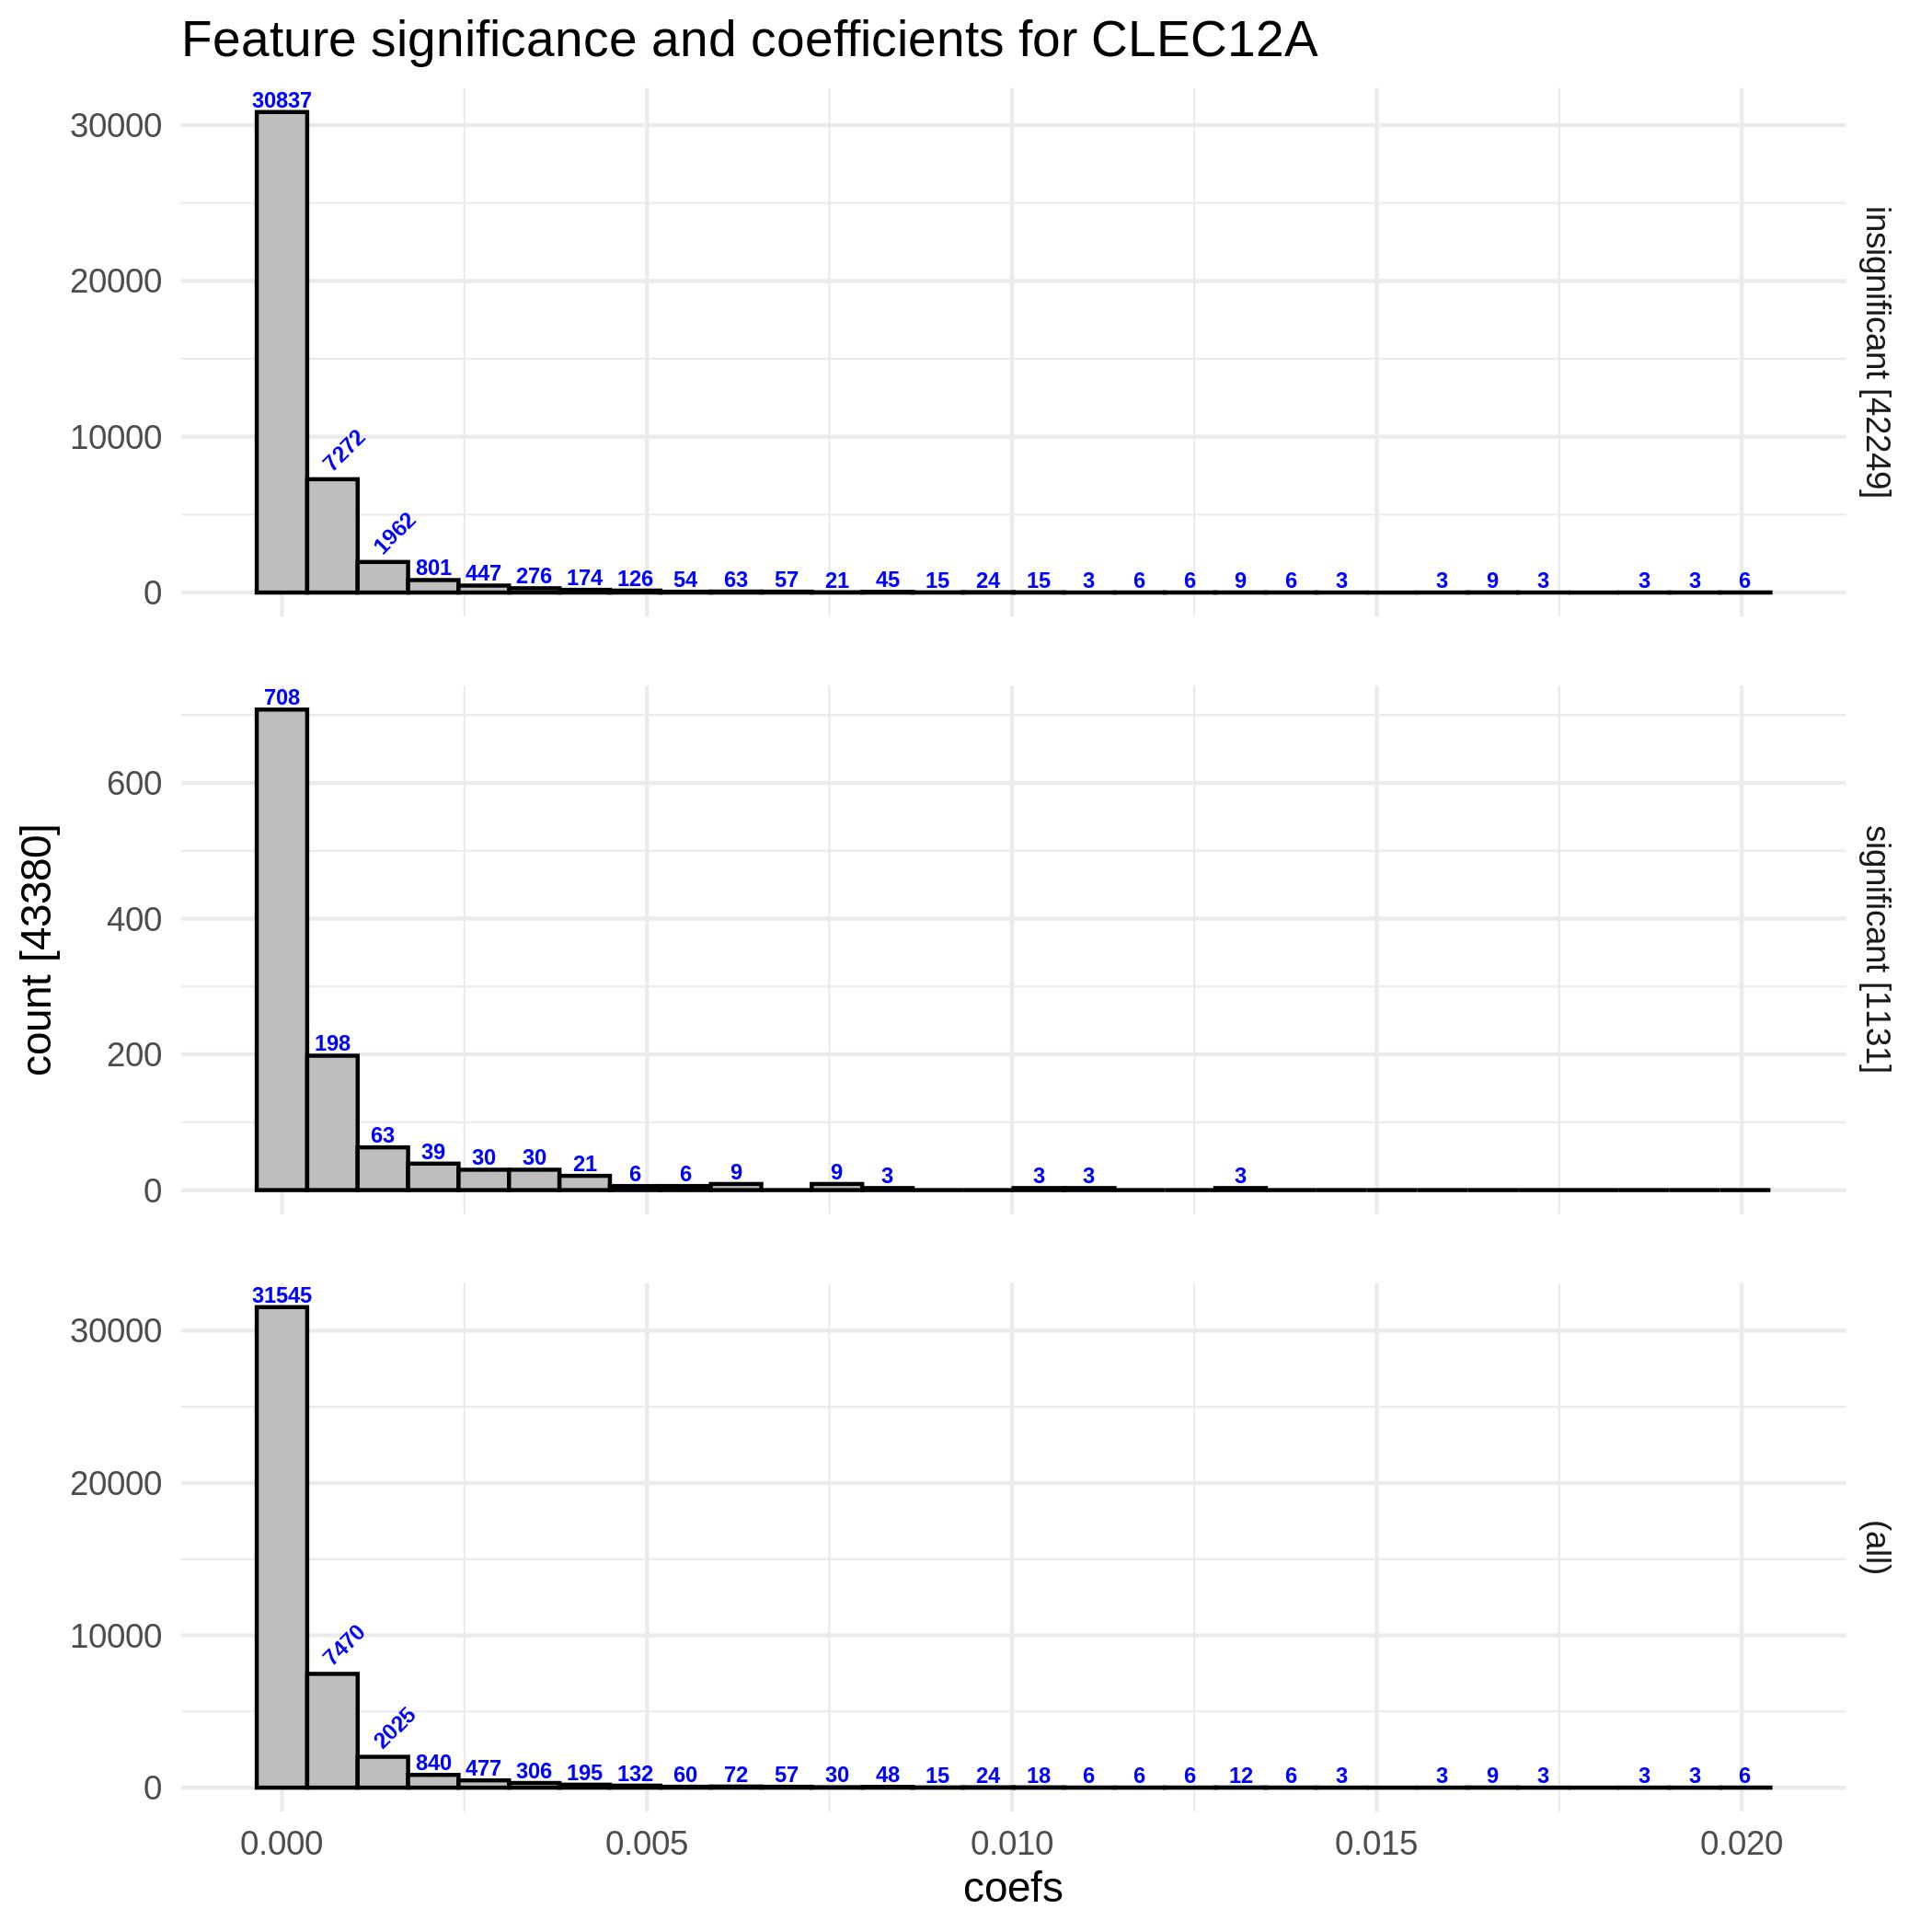 Feature significance and coefficients for CLEC12A
30837
30000
20000
10000
0
7272
1962
801 447 276 174 126 54 63 57 21 45 15 24 15 3 6 6 9 6 3 3 9 3 3 3 6
insignificant [42249]
708
600
400
200
0
198
63 39 30 30 21 6 6 9 9 3 3 3 3
significant [1131]
count [43380]
31545
30000
20000
10000
0
7470
2025
840 477 306 195 132 60 72 57 30 48 15 24 18 6 6 6 12 6 3 3 9 3 3 3 6
(all)
0.000 0.005 0.010 0.015 0.020
coefs